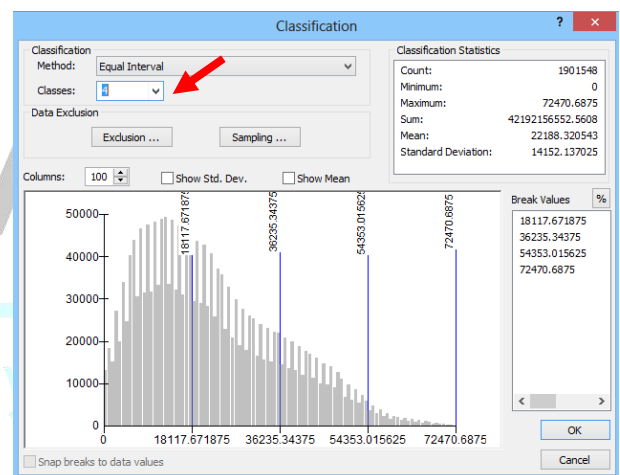 Classification
?
×
Classification
Method: Equal Interval
Classes: 4
Data Exclusion
Exclusion ... Sampling ...
Classification Statistics
Count: 1901548
Minimum: 0
Maximum: 72470.6875
Sum: 42192156552.5608
Mean: 22188.320543
Standard Deviation: 14152.137025
Columns: 100 Show Std. Dev. Show Mean
Break Values %
18117.671875
36235.34375
54353.015625
72470.6875
50000
40000
30000
20000
10000
0
18117.671875
36235.34375
54353.015625
72470.6875
0 18117.671875 36235.34375 54353.015625 72470.6875
Snap breaks to data values
OK
Cancel